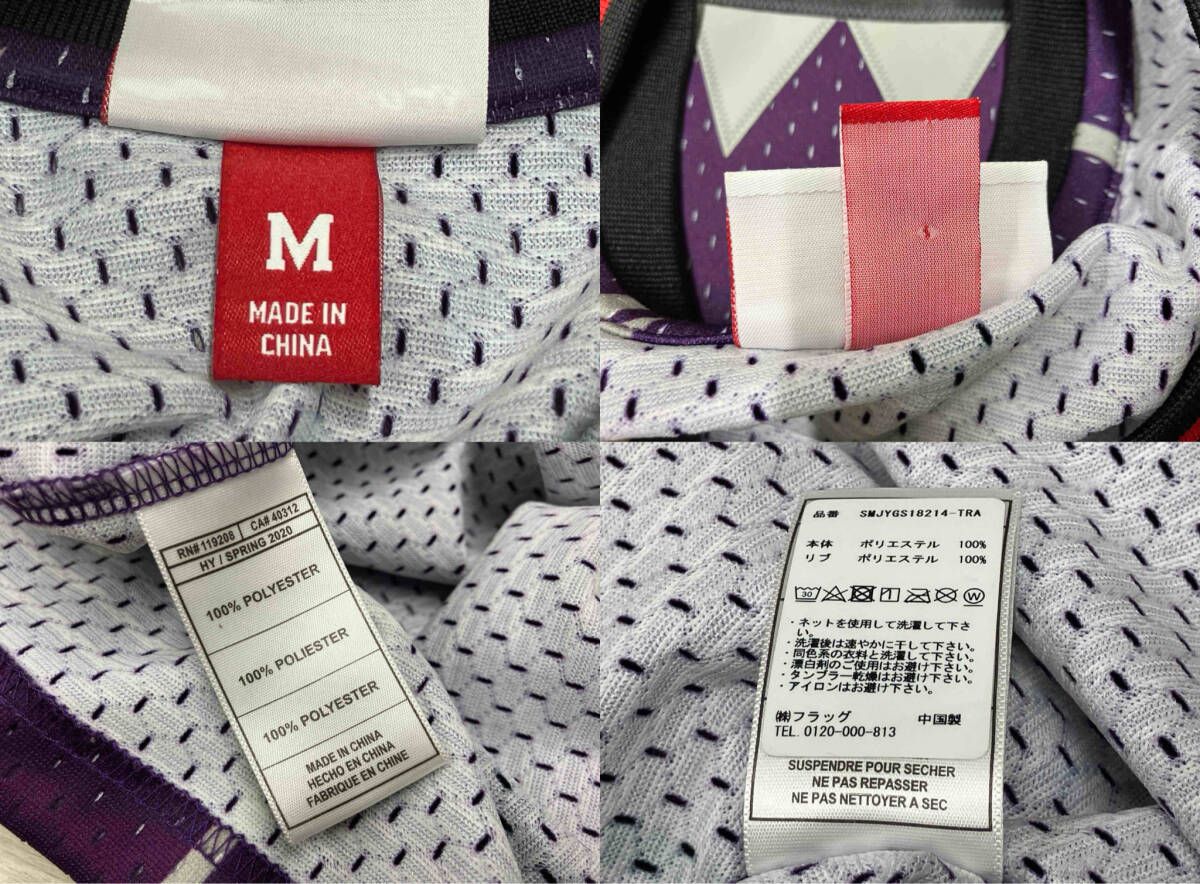 M
MADE IN
CHINA
RN# 119208 CA# 40312
HY / SPRING 2020
100% POLYESTER
100% POLIESTER
100% POLYESTER
MADE IN CHINA
HECHO EN CHINA
FABRIQUE EN CHINE
品番 SMJYGS18214-TRA
本体 ポリエステル 100%
リブ ポリエステル 100%
30 W
・ネットを使用して洗濯して下さ
い。
・洗濯後は速やかに干して下さい。
・同色系の衣料と洗濯して下さい。
・漂白剤のご使用はお避け下さい。
・タンブラー乾燥はお避け下さい。
・アイロンはお避け下さい。
㈱フラッグ 中国製
TEL. 0120-000-813
SUSPENDRE POUR SECHER
NE PAS REPASSER
NE PAS NETTOYER A SEC